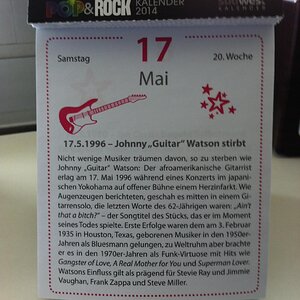 POP&ROCK KALENDER 2014
südwest
KALENDER
Samstag 17 20. Woche
Mai
17.5.1996 – Johnny „Guitar" Watson stirbt
Nicht wenige Musiker träumen davon, so zu sterben wie
Johnny „Guitar" Watson: Der afroamerikanische Gitarrist
erlag am 17. Mai 1996 während eines Konzerts im japani-
schen Yokohama auf offener Bühne einem Herzinfarkt. Wie
Augenzeugen berichteten, geschah es mitten in einem Gi-
tarrensolo, die letzten Worte des 62-Jährigen waren: „Ain't
that a bitch?" – der Songtitel des Stücks, das er im Moment
seines Todes spielte. Erste Erfolge waren dem am 3. Februar
1935 in Houston, Texas, geborenen Musiker in den 1950er-
Jahren als Bluesmann gelungen, zu Weltruhm aber brachte
er es in den 1970er-Jahren als Funk-Virtuose mit Hits wie
Gangster of Love, A Real Mother for You und Superman Lover.
Watsons Einfluss gilt als prägend für Stevie Ray und Jimmie
Vaughan, Frank Zappa und Steve Miller.